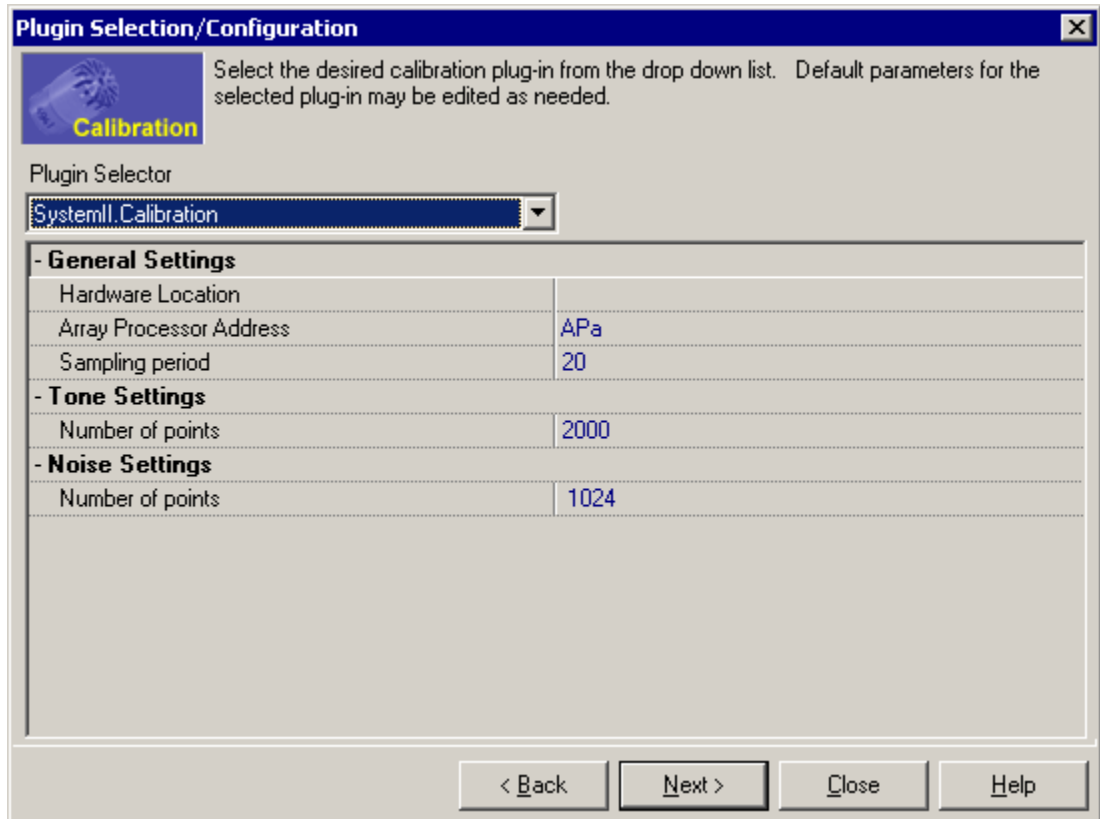 Plugin Selection/Configuration
Select the desired calibration plug-in from the drop down list. Default parameters for the
selected plug-in may be edited as needed.
Calibration
Plugin Selector
SystemII.Calibration
- General Settings
Hardware Location
Array Processor Address APa
Sampling period 20
- Tone Settings
Number of points 2000
- Noise Settings
Number of points 1024
< Back Next > Close Help